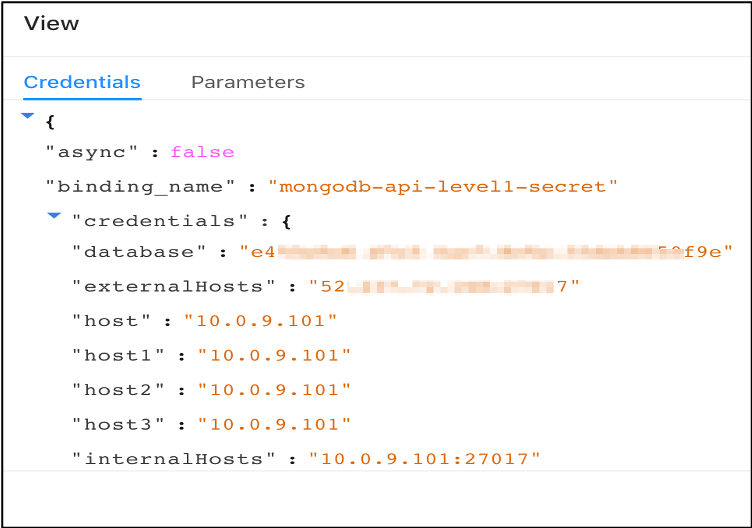 View
Credentials Parameters
{
"async" : false
"binding_name" : "mongodb-api-level1-secret"
"credentials" : {
"database" : "e4 f9e"
"externalHosts" : "52 7"
"host" : "10.0.9.101"
"host1" : "10.0.9.101"
"host2" : "10.0.9.101"
"host3" : "10.0.9.101"
"internalHosts" : "10.0.9.101:27017"